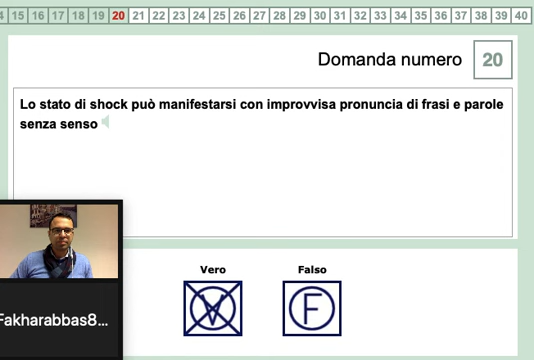 15 16 17 18 19 20 21 22 23 24 25 26 27 28 29 30 31 32 33 34 35 36 37 38 39 40
Domanda numero 20
Lo stato di shock può manifestarsi con improvvisa pronuncia di frasi e parole
senza senso
Vero Falso
V F
Fakharabbas8...